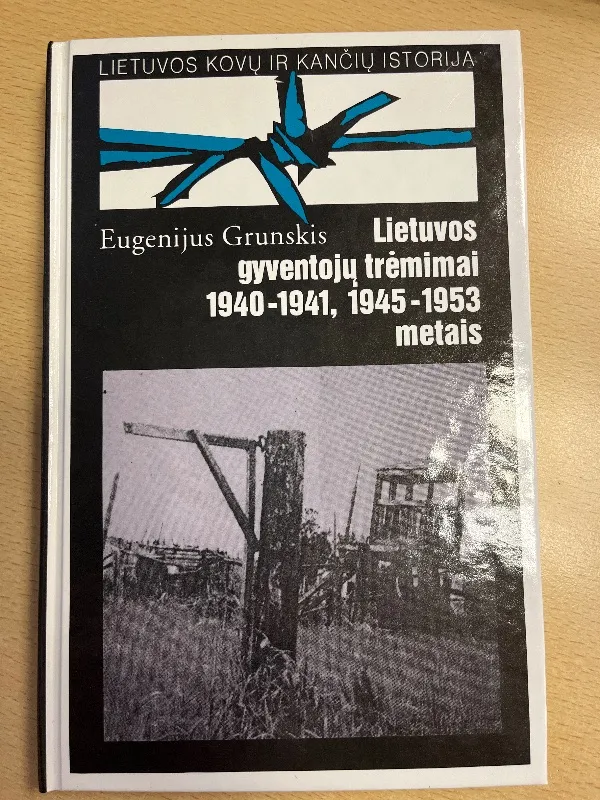 LIETUVOS KOVŲ IR KANČIŲ ISTORIJA
Eugenijus Grunskis
Lietuvos
gyventojų trėmimai
1940-1941, 1945-1953
metais